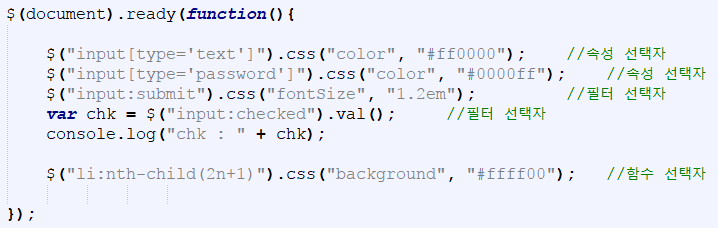 $(document).ready(function(){
$("input[type='text']").css("color", "#ff0000");    //속성 선택자
$("input[type='password']").css("color", "#0000ff");    //속성 선택자
$("input:submit").css("fontSize", "1.2em");         //필터 선택자
var chk = $("input:checked").val();     //필터 선택자
console.log("chk : " + chk);
$("li:nth-child(2n+1)").css("background", "#ffff00");   //함수 선택자
});